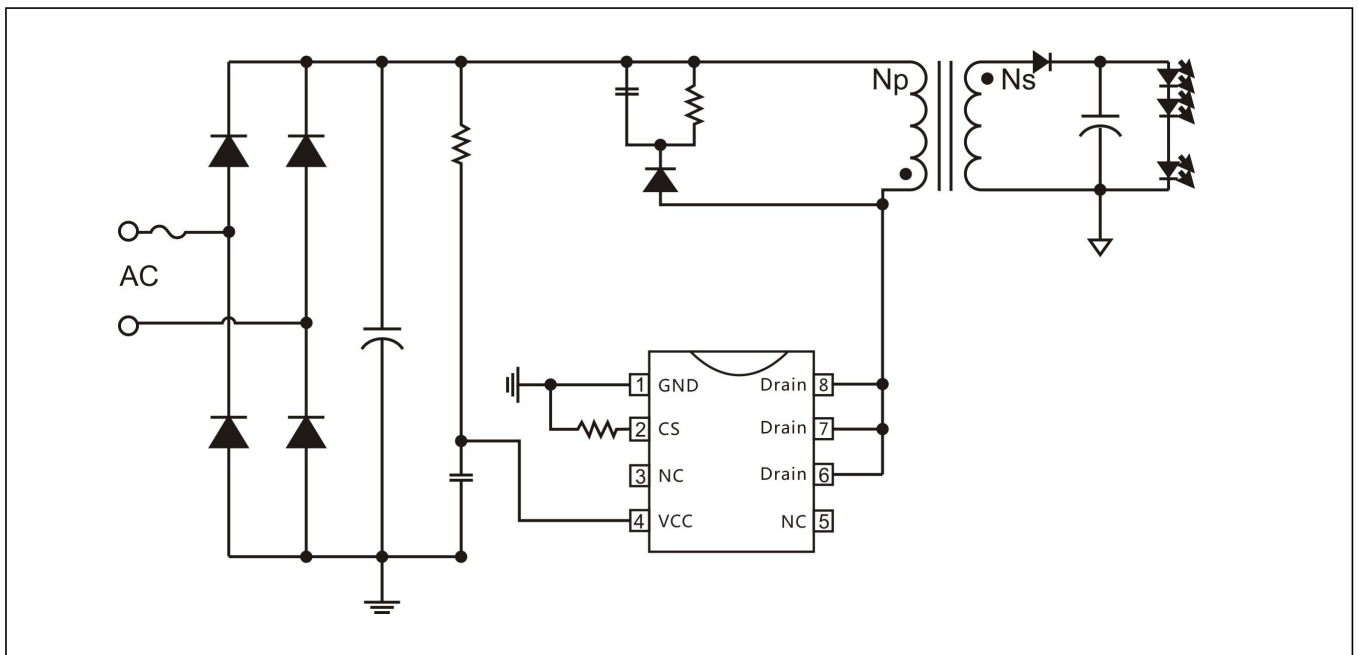 Np
Ns
AC
1 GND
Drain 8
2 CS
Drain 7
3 NC
Drain 6
4 VCC
NC 5